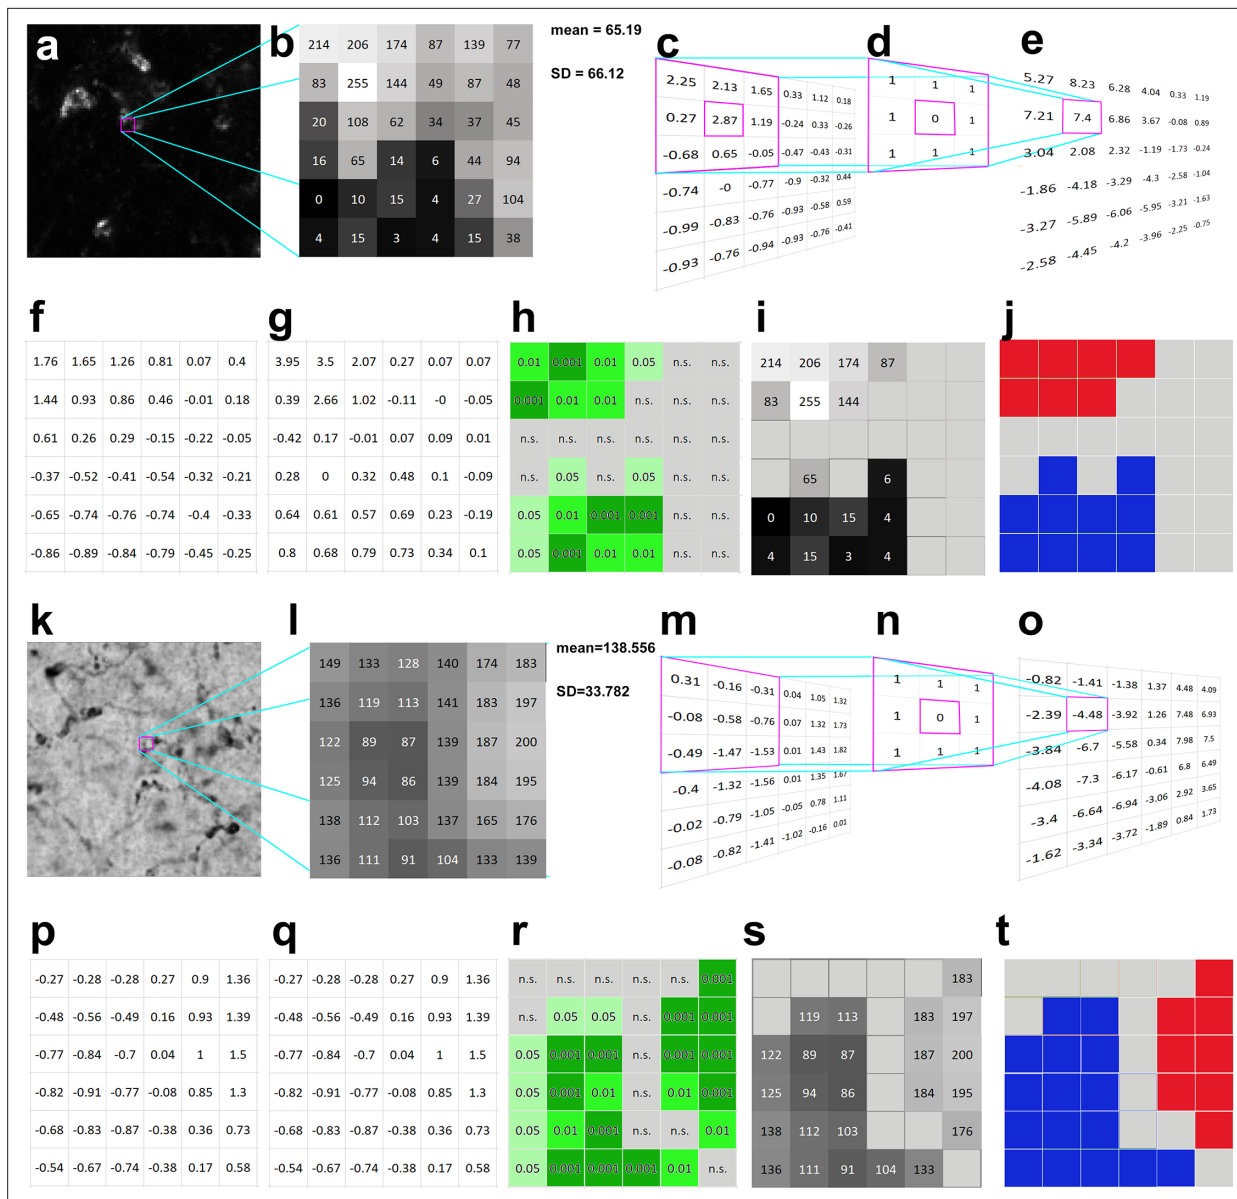 a b mean = 65.19 c d e
SD = 66.12
214 206 174 87 139 77
83 255 144 49 87 48
20 108 62 34 37 45
16 65 14 6 44 94
0 10 15 4 27 104
4 15 3 4 15 38
2.25 2.13 1.65 0.33 1.12 0.18
0.27 2.87 1.19 -0.24 0.33 -0.26
-0.68 0.65 -0.05 -0.47 -0.43 -0.31
-0.74 -0 -0.77 -0.9 -0.32 0.44
-0.99 -0.83 -0.76 -0.93 -0.58 0.59
-0.93 -0.76 -0.94 -0.93 -0.76 -0.41
1 1 1
1 0 1
1 1 1
5.27 8.23 6.28 4.04 0.33 1.19
7.21 7.4 6.86 3.67 -0.08 0.89
3.04 2.08 2.32 -1.19 -1.73 -0.24
-1.86 -4.18 -3.29 -4.3 -2.58 -1.04
-3.27 -5.89 -6.06 -5.95 -3.21 -1.63
-2.58 -4.45 -4.2 -3.96 -2.25 -0.75
f g h i j
1.76 1.65 1.26 0.81 0.07 0.4
1.44 0.93 0.86 0.46 -0.01 0.18
0.61 0.26 0.29 -0.15 -0.22 -0.05
-0.37 -0.52 -0.41 -0.54 -0.32 -0.21
-0.65 -0.74 -0.76 -0.74 -0.4 -0.33
-0.86 -0.89 -0.84 -0.79 -0.45 -0.25
3.95 3.5 2.07 0.27 0.07 0.07
0.39 2.66 1.02 -0.11 -0 -0.05
-0.42 0.17 -0.01 0.07 0.09 0.01
0.28 0 0.32 0.48 0.1 -0.09
0.64 0.61 0.57 0.69 0.23 -0.19
0.8 0.68 0.79 0.73 0.34 0.1
0.01 0.001 0.01 0.05 n.s. n.s.
0.001 0.01 0.01 n.s. n.s. n.s.
n.s. n.s. n.s. n.s. n.s. n.s.
n.s. 0.05 n.s. 0.05 n.s. n.s.
0.05 0.01 0.001 0.001 n.s. n.s.
0.05 0.001 0.01 0.01 n.s. n.s.
214 206 174 87
83 255 144
65 6
0 10 15 4
4 15 3 4
k l mean=138.556 m n o
SD=33.782
149 133 128 140 174 183
136 119 113 141 183 197
122 89 87 139 187 200
125 94 86 139 184 195
138 112 103 137 165 176
136 111 91 104 133 139
0.31 -0.16 -0.31 0.04 1.05 1.32
-0.08 -0.58 -0.76 0.07 1.32 1.73
-0.49 -1.47 -1.53 0.01 1.43 1.82
-0.4 -1.32 -1.56 0.01 1.35 1.67
-0.02 -0.79 -1.05 -0.05 0.78 1.11
-0.08 -0.82 -1.41 -1.02 -0.16 0.01
1 1 1
1 0 1
1 1 1
-0.82 -1.41 -1.38 1.37 4.48 4.09
-2.39 -4.48 -3.92 1.26 7.48 6.93
-3.84 -6.7 -5.58 0.34 7.98 7.5
-4.08 -7.3 -6.17 -0.61 6.8 6.49
-3.4 -6.64 -6.94 -3.06 2.92 3.65
-1.62 -3.34 -3.72 -1.89 0.84 1.73
p q r s t
-0.27 -0.28 -0.28 0.27 0.9 1.36
-0.48 -0.56 -0.49 0.16 0.93 1.39
-0.77 -0.84 -0.7 0.04 1 1.5
-0.82 -0.91 -0.77 -0.08 0.85 1.3
-0.68 -0.83 -0.87 -0.38 0.36 0.73
-0.54 -0.67 -0.74 -0.38 0.17 0.58
-0.27 -0.28 -0.28 0.27 0.9 1.36
-0.48 -0.56 -0.49 0.16 0.93 1.39
-0.77 -0.84 -0.7 0.04 1 1.5
-0.82 -0.91 -0.77 -0.08 0.85 1.3
-0.68 -0.83 -0.87 -0.38 0.36 0.73
-0.54 -0.67 -0.74 -0.38 0.17 0.58
n.s. n.s. n.s. n.s. n.s. 0.001
n.s. 0.05 0.05 n.s. 0.001 0.001
0.05 0.001 0.001 n.s. 0.001 0.001
0.05 0.001 0.01 n.s. 0.01 0.001
0.05 0.01 0.001 n.s. n.s. 0.01
0.05 0.001 0.001 0.001 0.01 n.s.
183
119 113 183 197
122 89 87 187 200
125 94 86 184 195
138 112 103 176
136 111 91 104 133